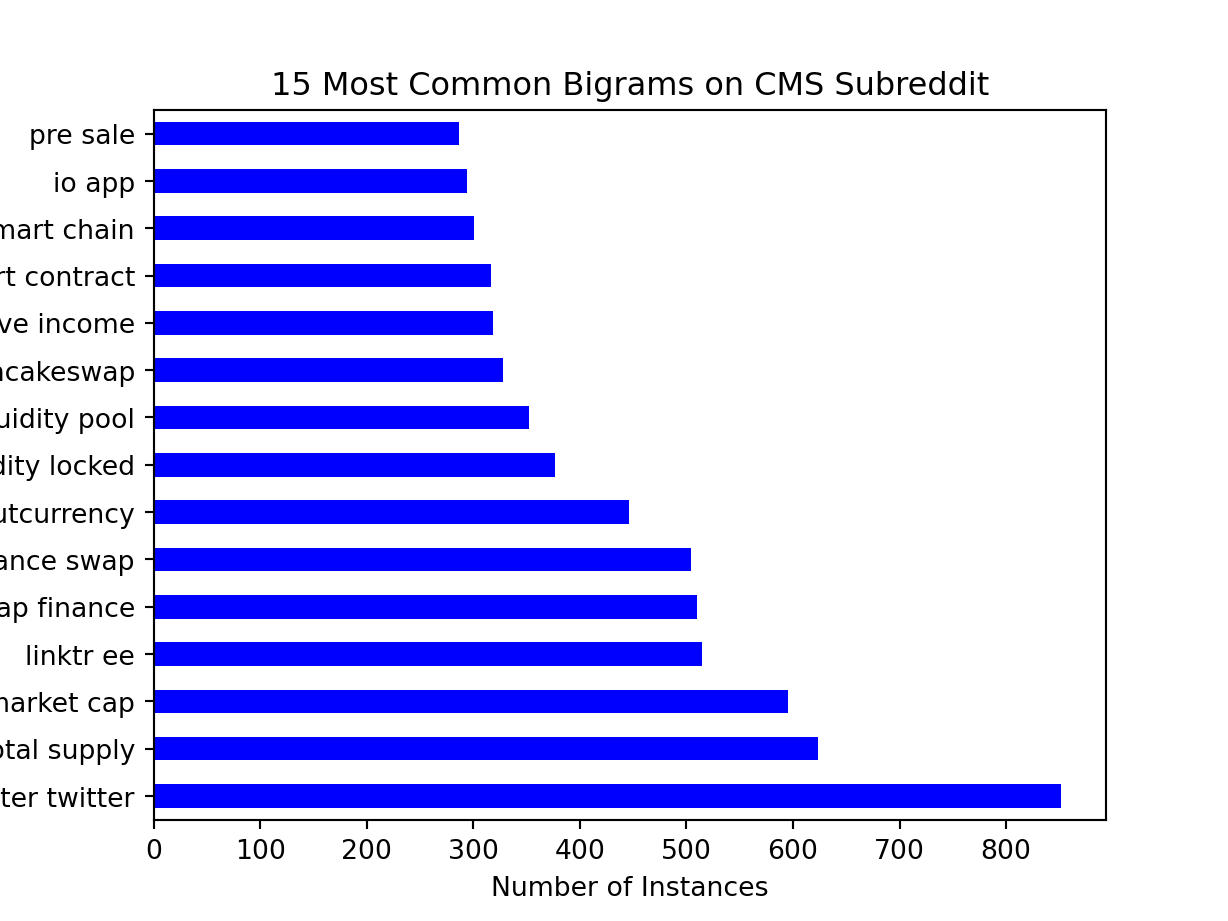 15 Most Common Bigrams on CMS Subreddit
pre sale
io app
mart chain
rt contract
ve income
ncakeswap
uidity pool
dity locked
utcurrency
ance swap
ap finance
linktr ee
market cap
otal supply
ter twitter
0 100 200 300 400 500 600 700 800
Number of Instances